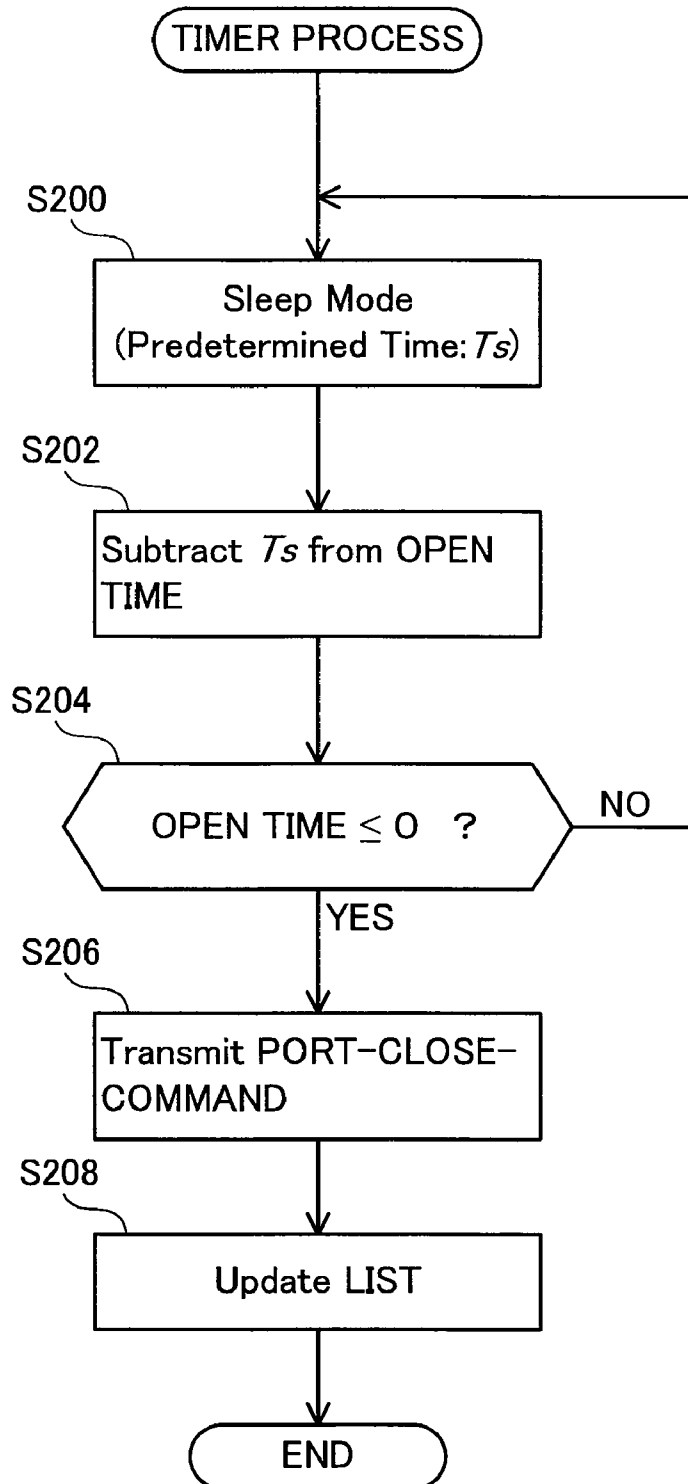 TIMER PROCESS
S200
Sleep Mode
(Predetermined Time: Ts)
S202
Subtract Ts from OPEN
TIME
S204
OPEN TIME ≤ 0 ?
NO
YES
S206
Transmit PORT-CLOSE-
COMMAND
S208
Update LIST
END